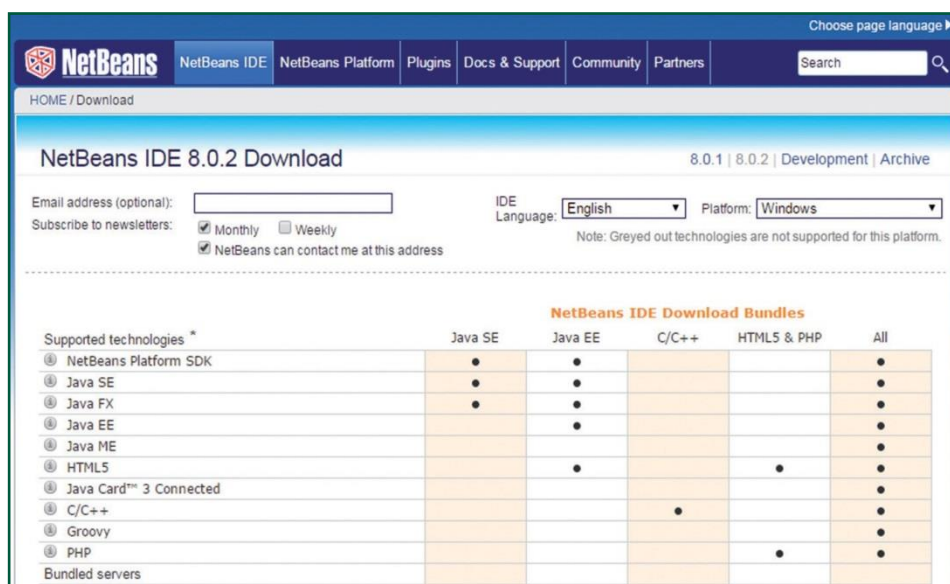 Choose page language
NetBeans
NetBeans IDE
NetBeans Platform
Plugins
Docs & Support
Community
Partners
Search
HOME / Download
NetBeans IDE 8.0.2 Download
8.0.1 | 8.0.2 | Development | Archive
Email address (optional):
IDE Language: English
Platform: Windows
Subscribe to newsletters:
Monthly Weekly
Note: Greyed out technologies are not supported for this platform.
NetBeans can contact me at this address
NetBeans IDE Download Bundles
Supported technologies * Java SE Java EE C/C++ HTML5 & PHP All
NetBeans Platform SDK • • •
Java SE • • •
Java FX • • •
Java EE • •
Java ME •
HTML5 • • •
Java Card™ 3 Connected •
C/C++ • •
Groovy •
PHP • •
Bundled servers